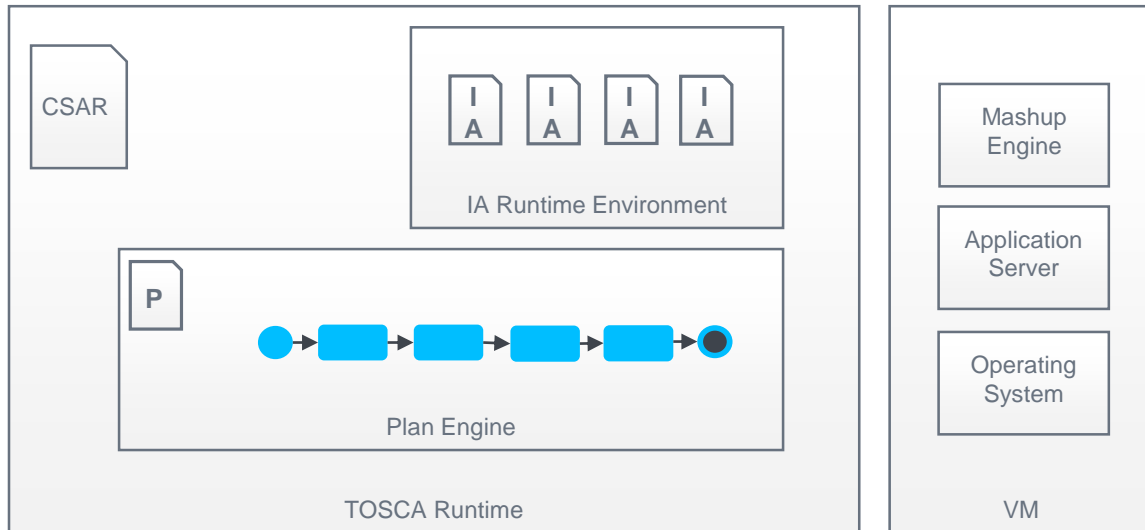 CSAR
I
A
I
A
I
A
I
A
IA Runtime Environment
P
Plan Engine
TOSCA Runtime
Mashup
Engine
Application
Server
Operating
System
VM